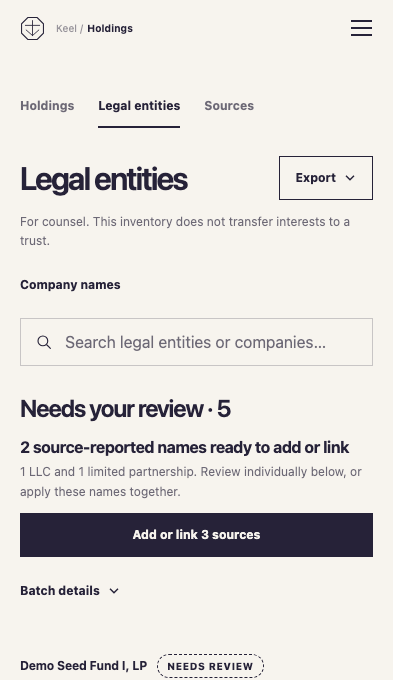 Keel / Holdings
Holdings Legal entities Sources
Legal entities
Export
For counsel. This inventory does not transfer interests to a
trust.
Company names
Search legal entities or companies...
Needs your review · 5
2 source-reported names ready to add or link
1 LLC and 1 limited partnership. Review individually below, or
apply these names together.
Add or link 3 sources
Batch details
Demo Seed Fund I, LP NEEDS REVIEW